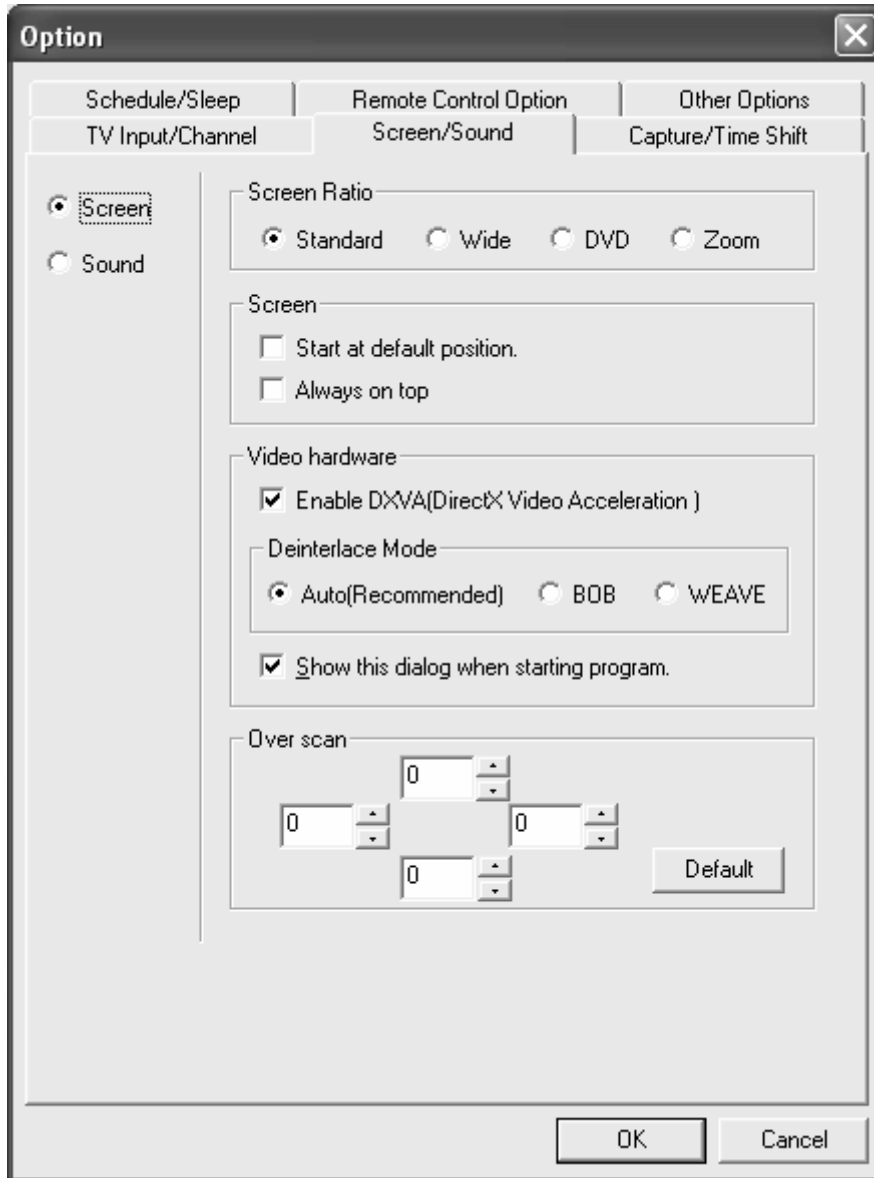 Option
Schedule/Sleep Remote Control Option Other Options
TV Input/Channel Screen/Sound Capture/Time Shift
Screen
Sound
Screen Ratio
Standard Wide DVD Zoom
Screen
Start at default position.
Always on top
Video hardware
Enable DXVA(DirectX Video Acceleration )
Deinterlace Mode
Auto(Recommended) BOB WEAVE
Show this dialog when starting program.
Over scan
0
0 0
0
Default
OK Cancel